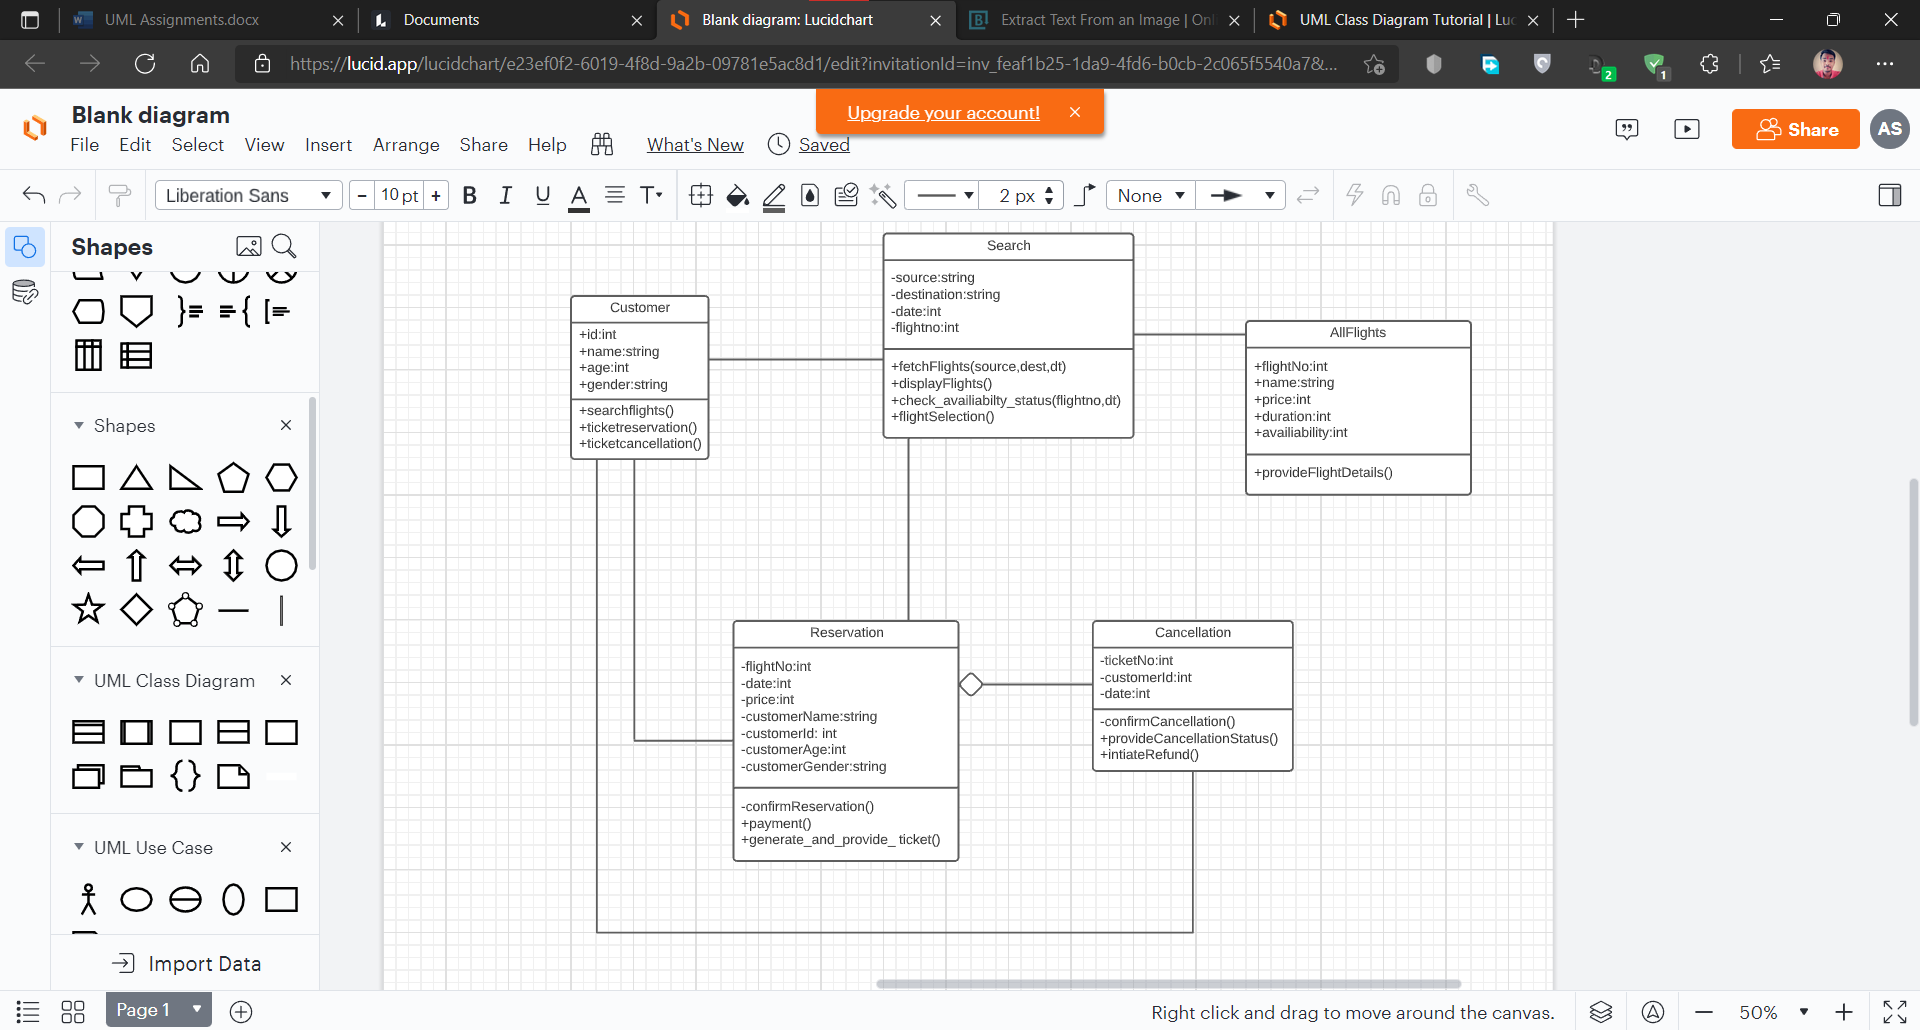 UML Assignments.docx
Documents
Blank diagram: Lucidchart
Extract Text From an Image | Onl
UML Class Diagram Tutorial | Luc
https://lucid.app/lucidchart/e23ef0f2-6019-4f8d-9a2b-09781e5ac8d1/edit?invitationId=inv_feaf1b25-1da9-4fd6-b0cb-2c065f5540a7&...
2
1
Blank diagram
Upgrade your account!
File Edit Select View Insert Arrange Share Help What's New Saved
Share
AS
Liberation Sans
- 10 pt +
B I U A T
2 px
None
Shapes
Shapes
UML Class Diagram
UML Use Case
Import Data
Customer
+id:int
+name:string
+age:int
+gender:string
+searchflights()
+ticketreservation()
+ticketcancellation()
Search
-source:string
-destination:string
-date:int
-flightno:int
+fetchFlights(source,dest,dt)
+displayFlights()
+check_availiabilty_status(flightno,dt)
+flightSelection()
AllFlights
+flightNo:int
+name:string
+price:int
+duration:int
+availiability:int
+provideFlightDetails()
Reservation
-flightNo:int
-date:int
-price:int
-customerName:string
-customerId: int
-customerAge:int
-customerGender:string
-confirmReservation()
+payment()
+generate_and_provide_ ticket()
Cancellation
-ticketNo:int
-customerId:int
-date:int
-confirmCancellation()
+provideCancellationStatus()
+intiateRefund()
Page 1
Right click and drag to move around the canvas.
50%